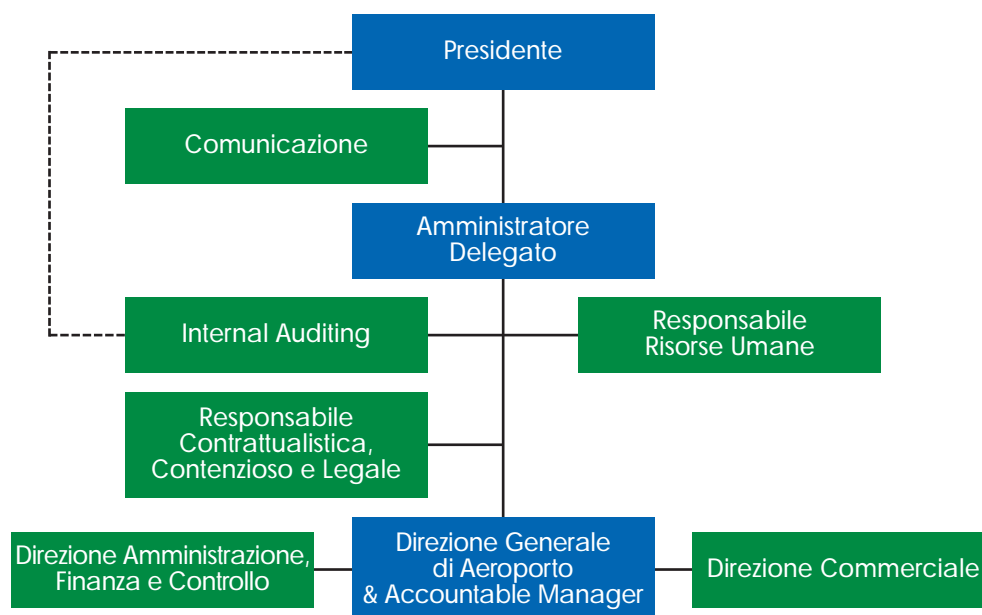 Presidente
Comunicazione
Amministratore
Delegato
Internal Auditing
Responsabile
Risorse Umane
Responsabile
Contrattualistica,
Contenzioso e Legale
Direzione Amministrazione,
Finanza e Controllo
Direzione Generale
di Aeroporto
& Accountable Manager
Direzione Commerciale